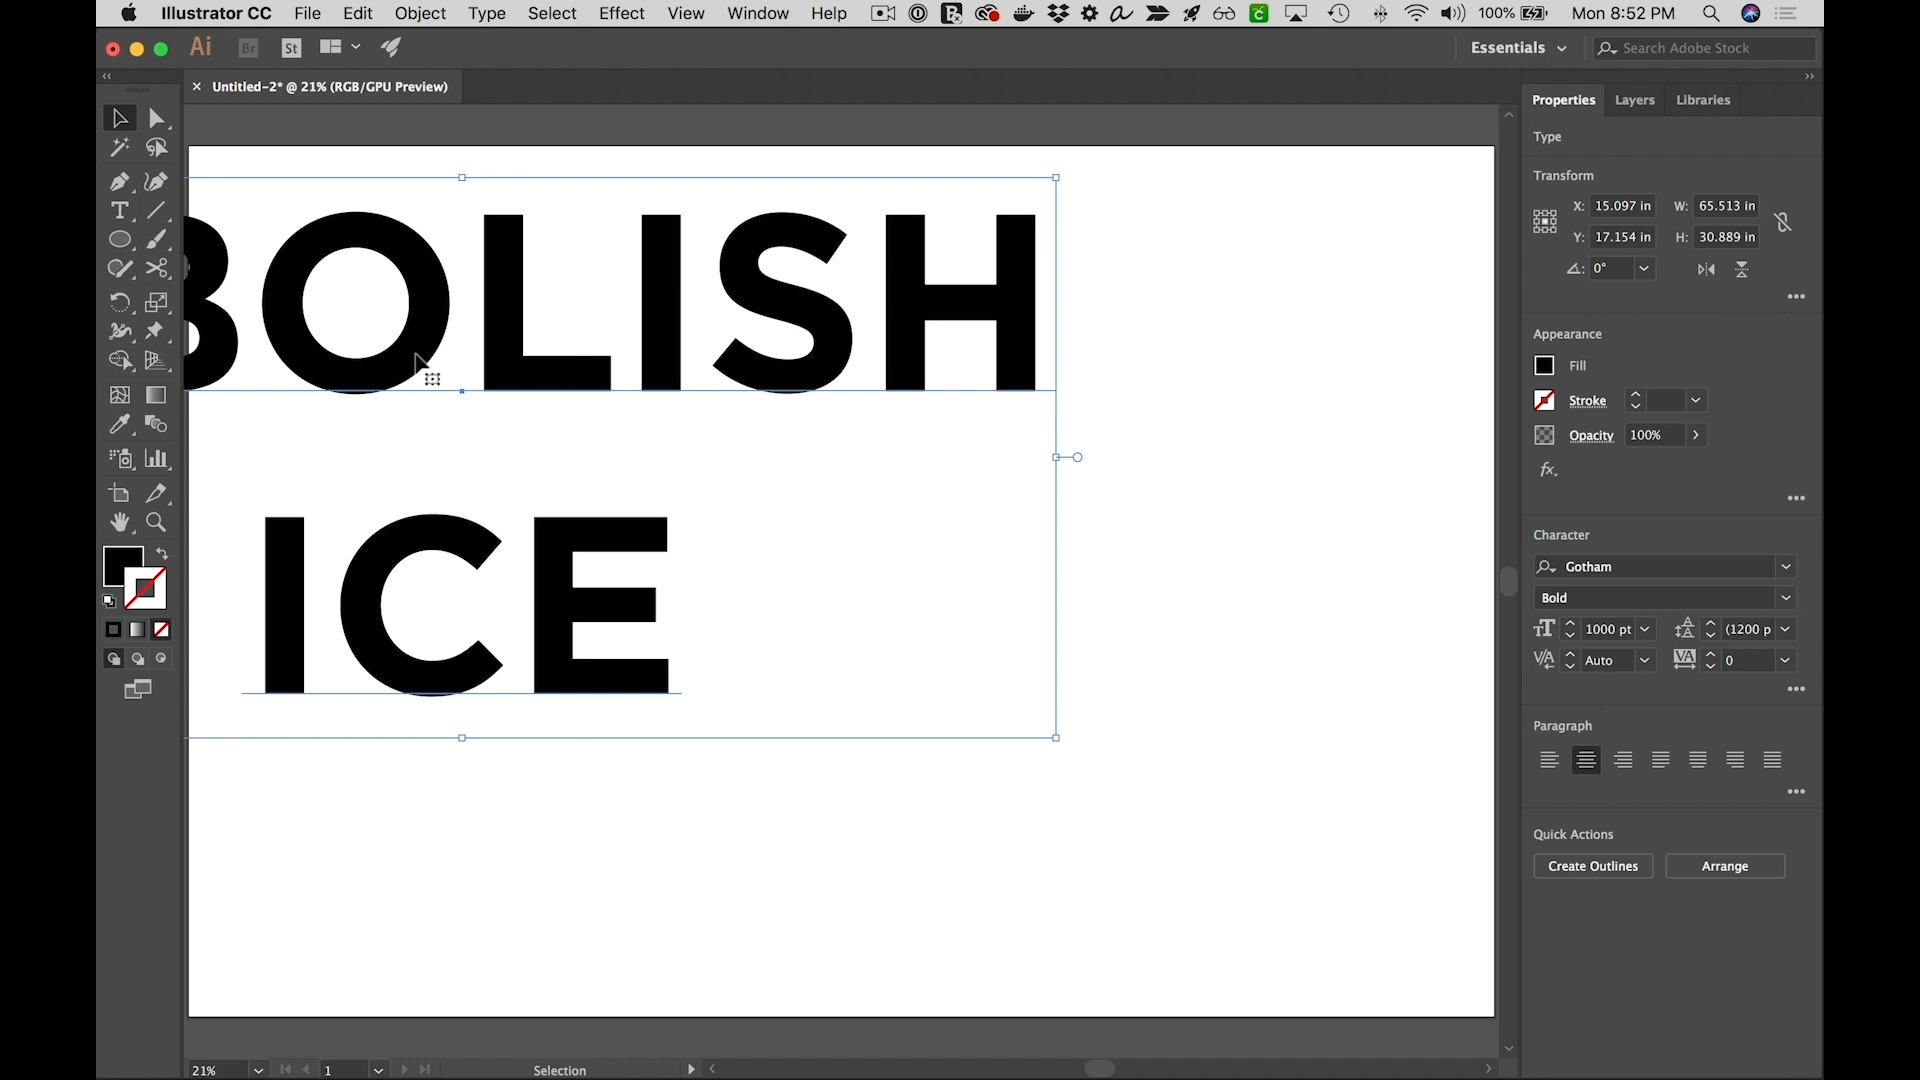 Illustrator CC File Edit Object Type Select Effect View Window Help 100% Mon 8:52 PM
Ai Br St Essentials Search Adobe Stock
× Untitled-2* @ 21% (RGB/GPU Preview)
Properties Layers Libraries
Type
Transform
X: 15.097 in W: 65.513 in
Y: 17.154 in H: 30.889 in
0°
BOLISH
ICE
Appearance
Fill
Stroke
Opacity 100%
fx.
Character
Gotham
Bold
1000 pt (1200 p
Auto 0
Paragraph
Quick Actions
Create Outlines Arrange
21% 1 Selection